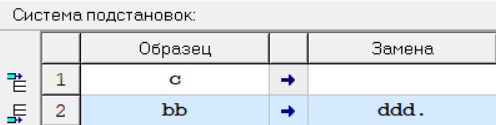 Система подстановок:
Образец Замена
1 c →
2 bb → ddd.